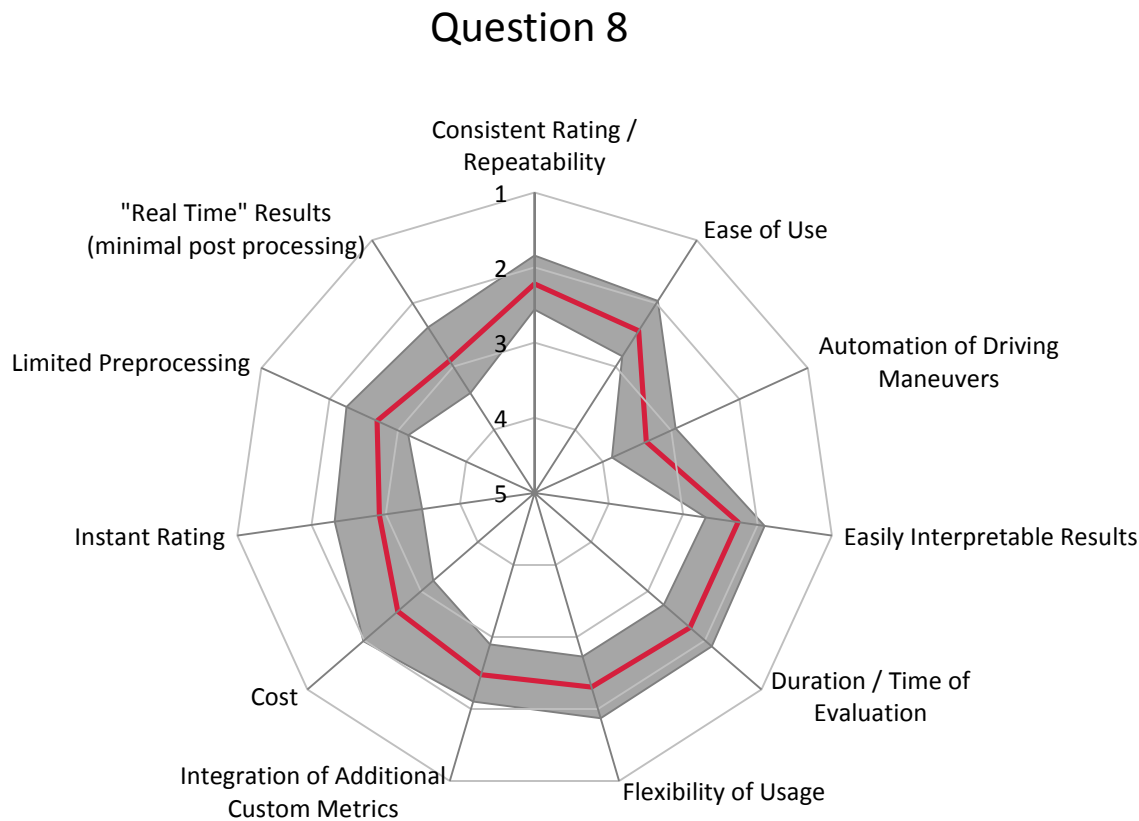 Question 8
Consistent Rating /
Repeatability
Ease of Use
Automation of Driving
Maneuvers
Easily Interpretable Results
Duration / Time of
Evaluation
Flexibility of Usage
Integration of Additional
Custom Metrics
Cost
Instant Rating
Limited Preprocessing
"Real Time" Results
(minimal post processing)
1
2
3
4
5